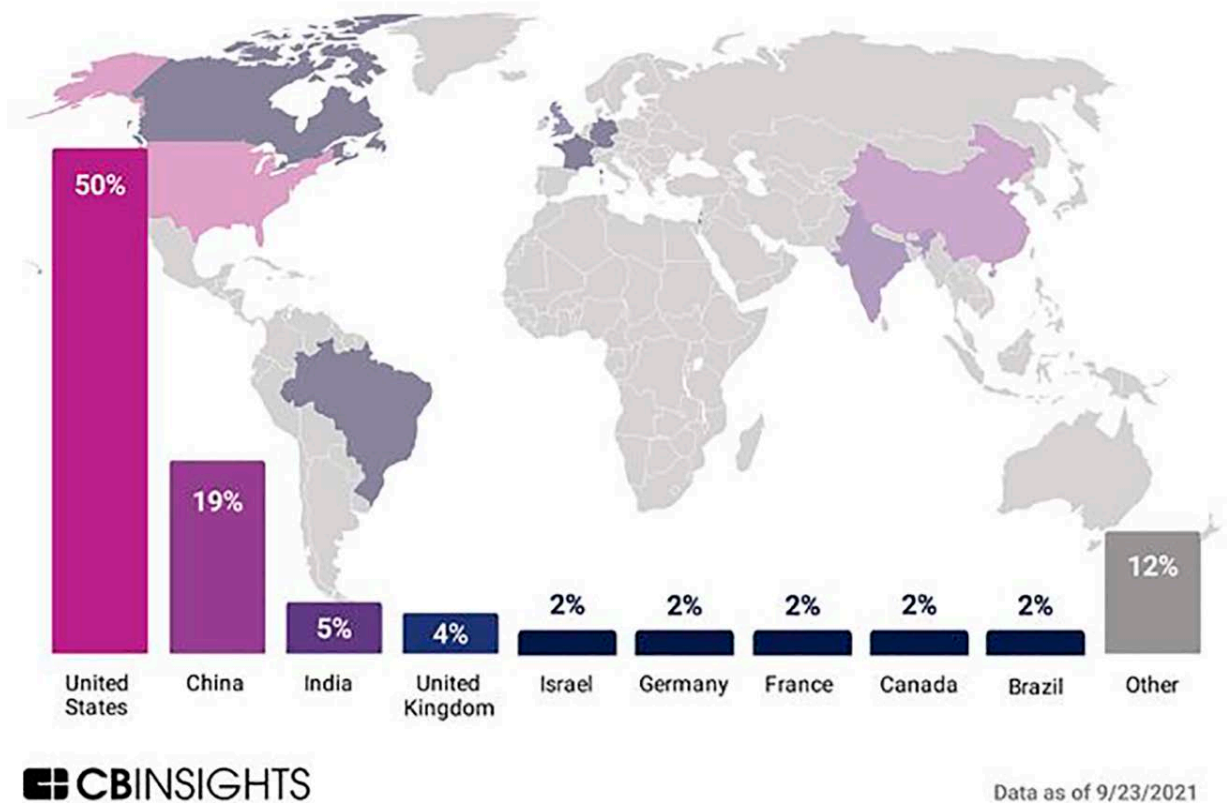 50%
19%
5%
4%
2%
2%
2%
2%
2%
12%
United
States
China
India
United
Kingdom
Israel
Germany
France
Canada
Brazil
Other
CBINSIGHTS
Data as of 9/23/2021